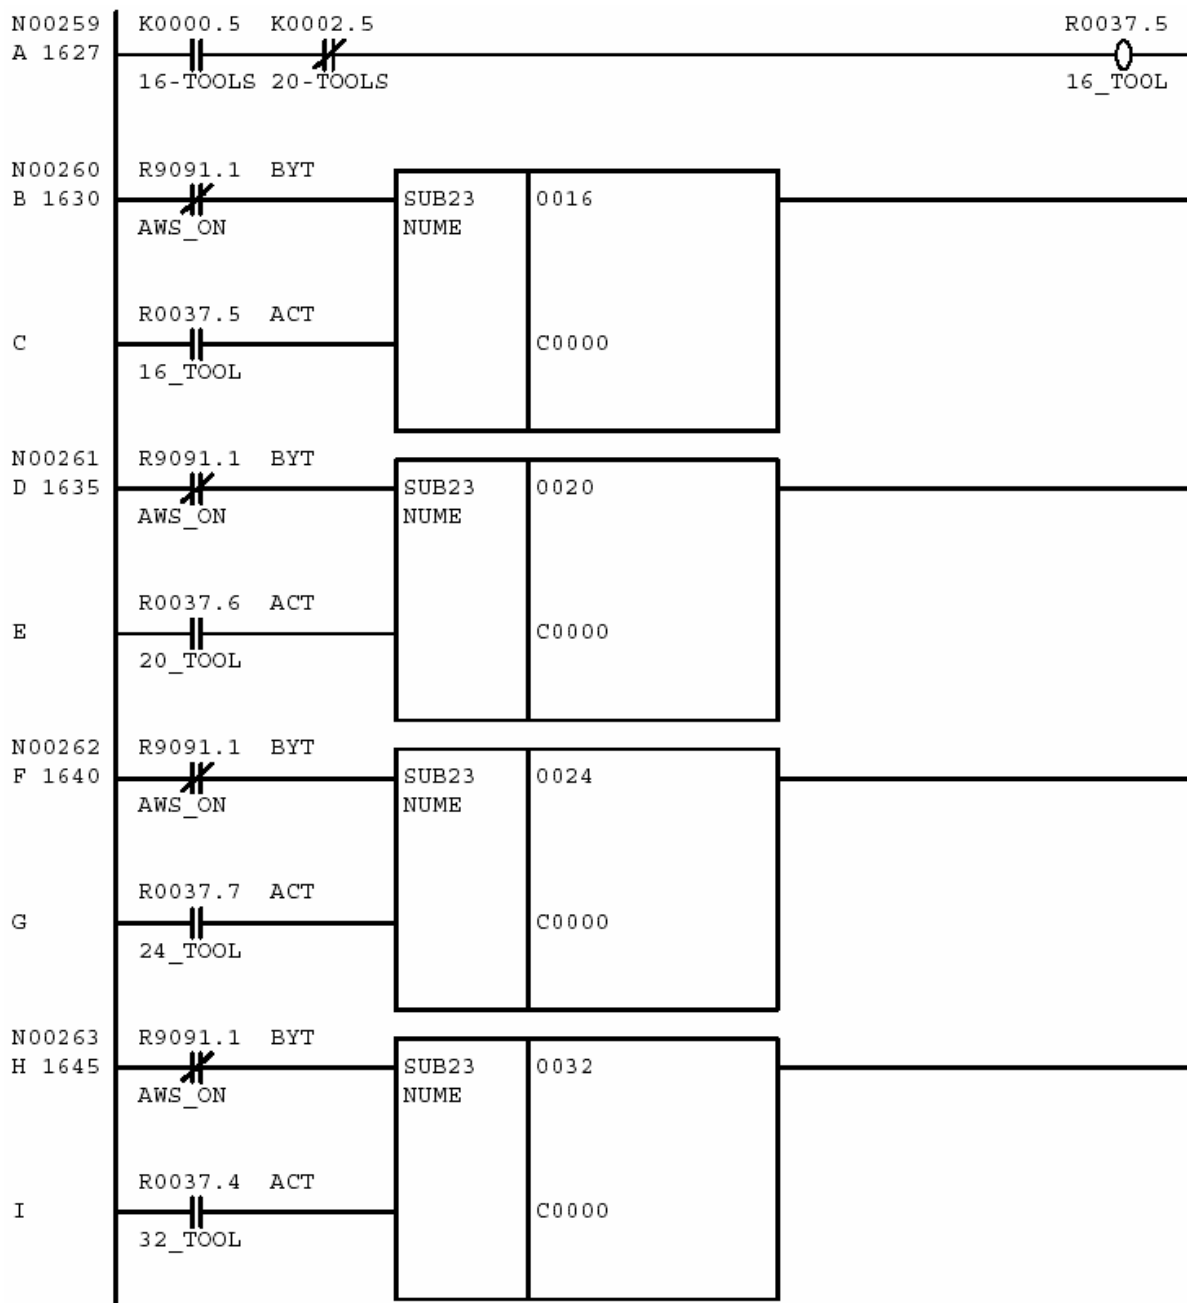 N00259 K0000.5 K0002.5 R0037.5
A 1627
16-TOOLS 20-TOOLS 16_TOOL
N00260 R9091.1 BYT
B 1630 SUB23 0016
AWS_ON NUME
R0037.5 ACT
C C0000
16_TOOL
N00261 R9091.1 BYT
D 1635 SUB23 0020
AWS_ON NUME
R0037.6 ACT
E C0000
20_TOOL
N00262 R9091.1 BYT
F 1640 SUB23 0024
AWS_ON NUME
R0037.7 ACT
G C0000
24_TOOL
N00263 R9091.1 BYT
H 1645 SUB23 0032
AWS_ON NUME
R0037.4 ACT
I C0000
32_TOOL